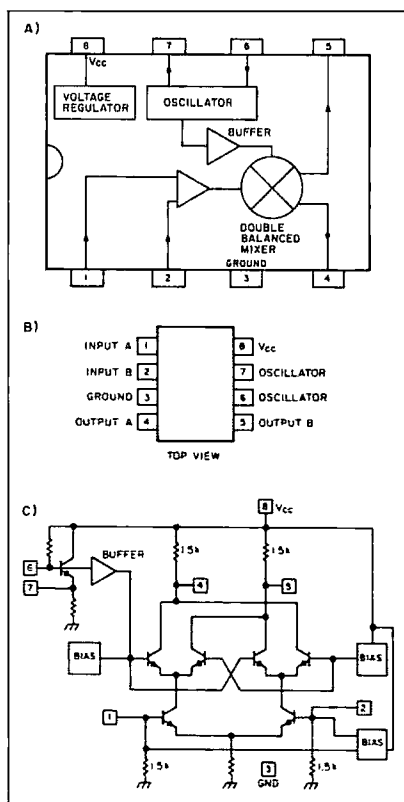 A)
8 7 6 5
VCC
VOLTAGE
REGULATOR
OSCILLATOR
BUFFER
DOUBLE
BALANCED
MIXER
GROUND
1 2 3 4
B)
INPUT A 1 8 VCC
INPUT B 2 7 OSCILLATOR
GROUND 3 6 OSCILLATOR
OUTPUT A 4 5 OUTPUT B
TOP VIEW
C)
8 VCC
BUFFER
1.5k 1.5k
6
4 5
7
BIAS BIAS
1 2
BIAS
1.5k 3 1.5k
GND